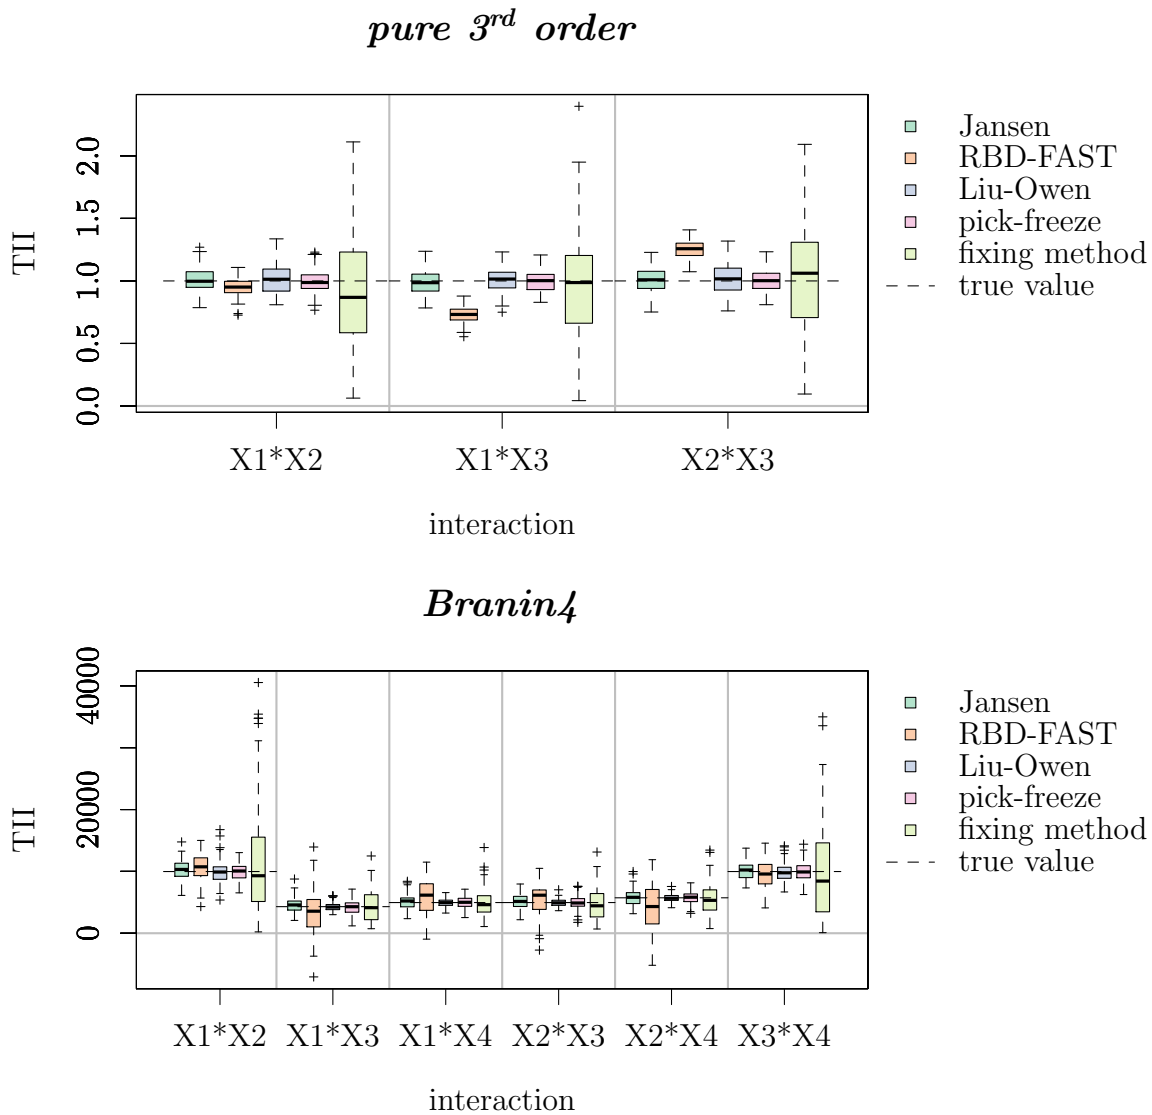 pure 3rd order
TII
0.0 0.5 1.0 1.5 2.0
X1*X2 X1*X3 X2*X3
interaction
Jansen
RBD-FAST
Liu-Owen
pick-freeze
fixing method
true value
Branin4
TII
0 20000 40000
X1*X2 X1*X3 X1*X4 X2*X3 X2*X4 X3*X4
interaction
Jansen
RBD-FAST
Liu-Owen
pick-freeze
fixing method
true value